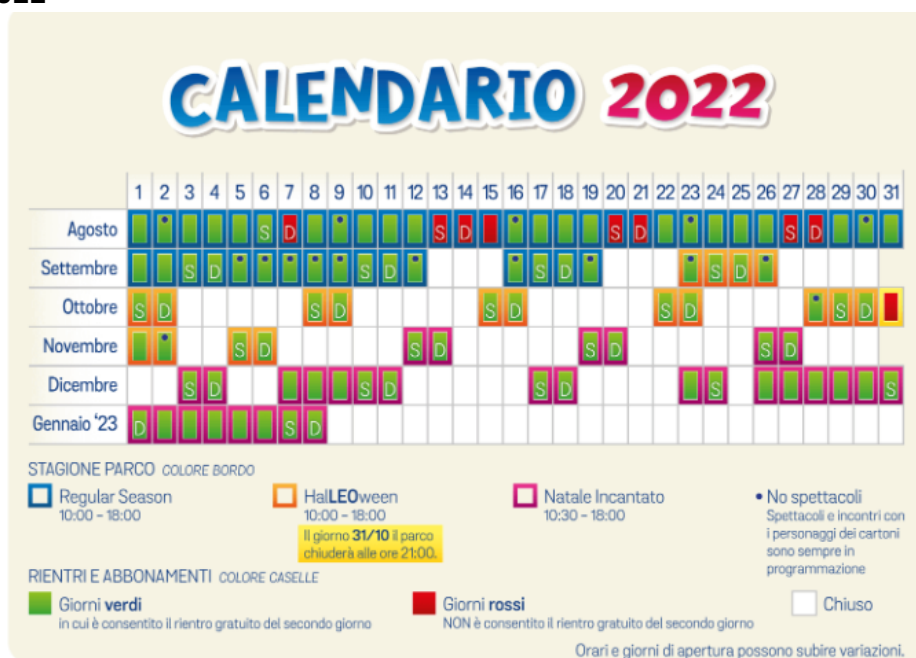 CALENDARIO 2022
1 2 3 4 5 6 7 8 9 10 11 12 13 14 15 16 17 18 19 20 21 22 23 24 25 26 27 28 29 30 31
Agosto S D S D S D S D
Settembre S D S D S D S D
Ottobre S D S D S D S D S D
Novembre S D S D S D S D
Dicembre S D S D S D S S
Gennaio '23 D S D
STAGIONE PARCO COLORE BORDO
Regular Season
10:00 - 18:00
HalLEOween
10:00 - 18:00
Il giorno 31/10 il parco
chiuderà alle ore 21:00.
Natale Incantato
10:30 - 18:00
• No spettacoli
Spettacoli e incontri con
i personaggi dei cartoni
sono sempre in
programmazione
RIENTRI E ABBONAMENTI COLORE CASELLE
Giorni verdi
in cui è consentito il rientro gratuito del secondo giorno
Giorni rossi
NON è consentito il rientro gratuito del secondo giorno
Chiuso
Orari e giorni di apertura possono subire variazioni.